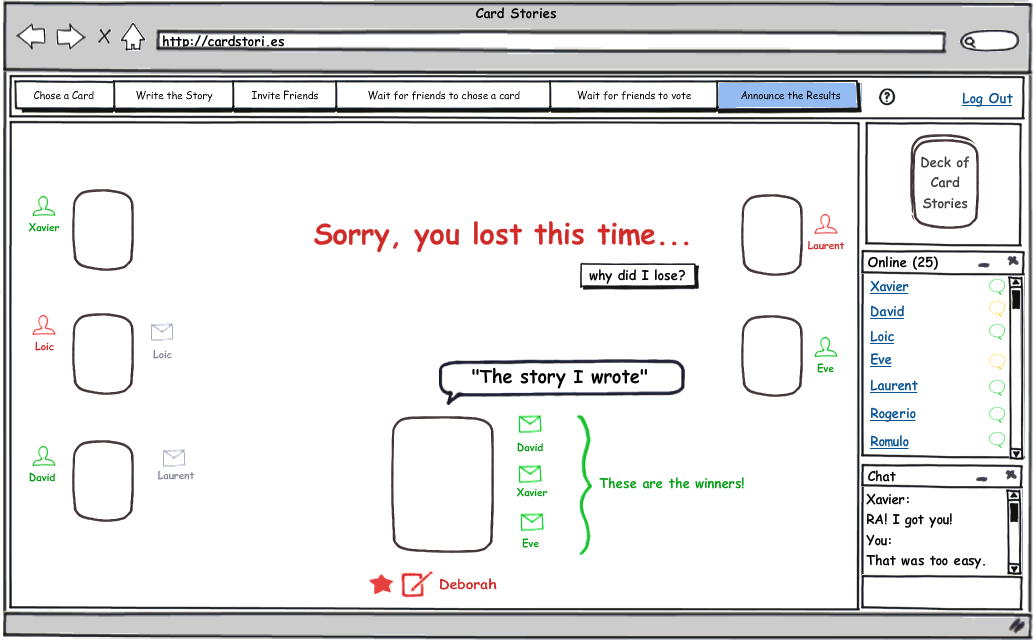 Card Stories
http://cardstori.es
Chose a Card
Write the Story
Invite Friends
Wait for friends to chose a card
Wait for friends to vote
Announce the Results
?
Log Out
Xavier
Loic
Loic
David
Laurent
Sorry, you lost this time...
why did I lose?
"The story I wrote"
David
Xavier
Eve
These are the winners!
Deborah
Laurent
Eve
Deck of
Card
Stories
Online (25)
Xavier
David
Loic
Eve
Laurent
Rogerio
Romulo
Chat
Xavier:
RA! I got you!
You:
That was too easy.